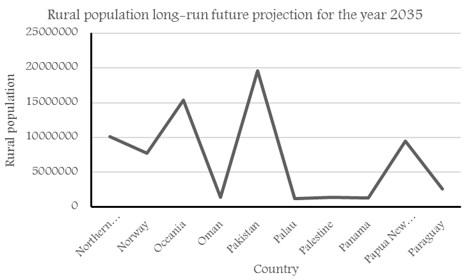 Rural population long-run future projection for the year 2035
Rural population
25000000
20000000
15000000
10000000
5000000
0
Northern...
Norway
Oceania
Oman
Pakistan
Palau
Palestine
Panama
Papua New...
Paraguay
Country